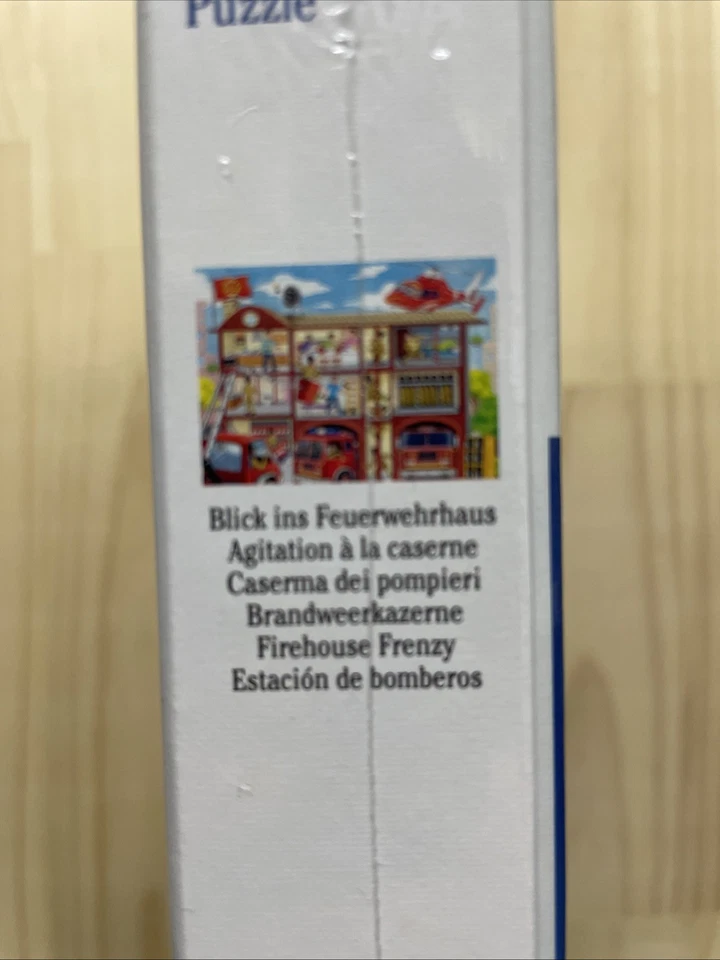 Puzzle
Blick ins Feuerwehrhaus
Agitation à la caserne
Caserma dei pompieri
Brandweerkazerne
Firehouse Frenzy
Estación de bomberos